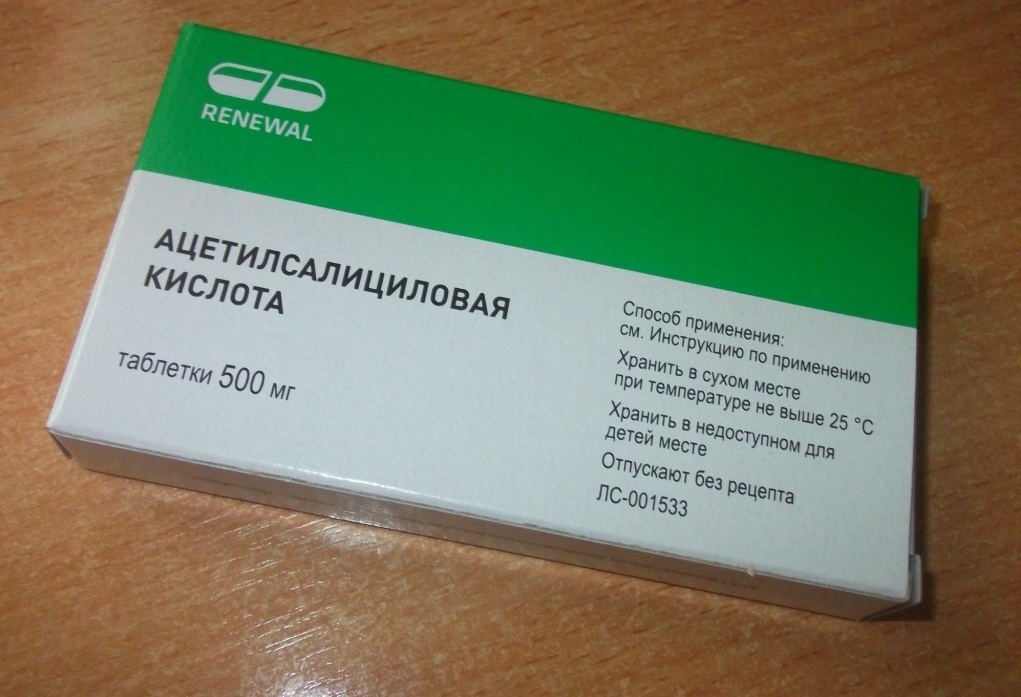 RENEWAL
АЦЕТИЛСАЛИЦИЛОВАЯ
КИСЛОТА
таблетки 500 мг
Способ применения:
см. Инструкцию по применению
Хранить в сухом месте
при температуре не выше 25 °C
Хранить в недоступном для
детей месте
Отпускают без рецепта
ЛС-001533